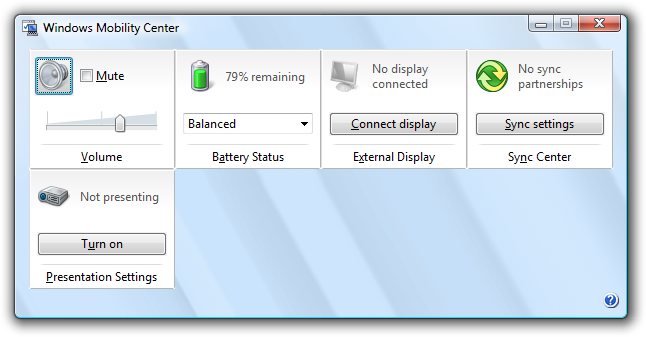 Windows Mobility Center
Mute
Volume
79% remaining
Balanced
Battery Status
No display
connected
Connect display
External Display
No sync
partnerships
Sync settings
Sync Center
Not presenting
Turn on
Presentation Settings
?